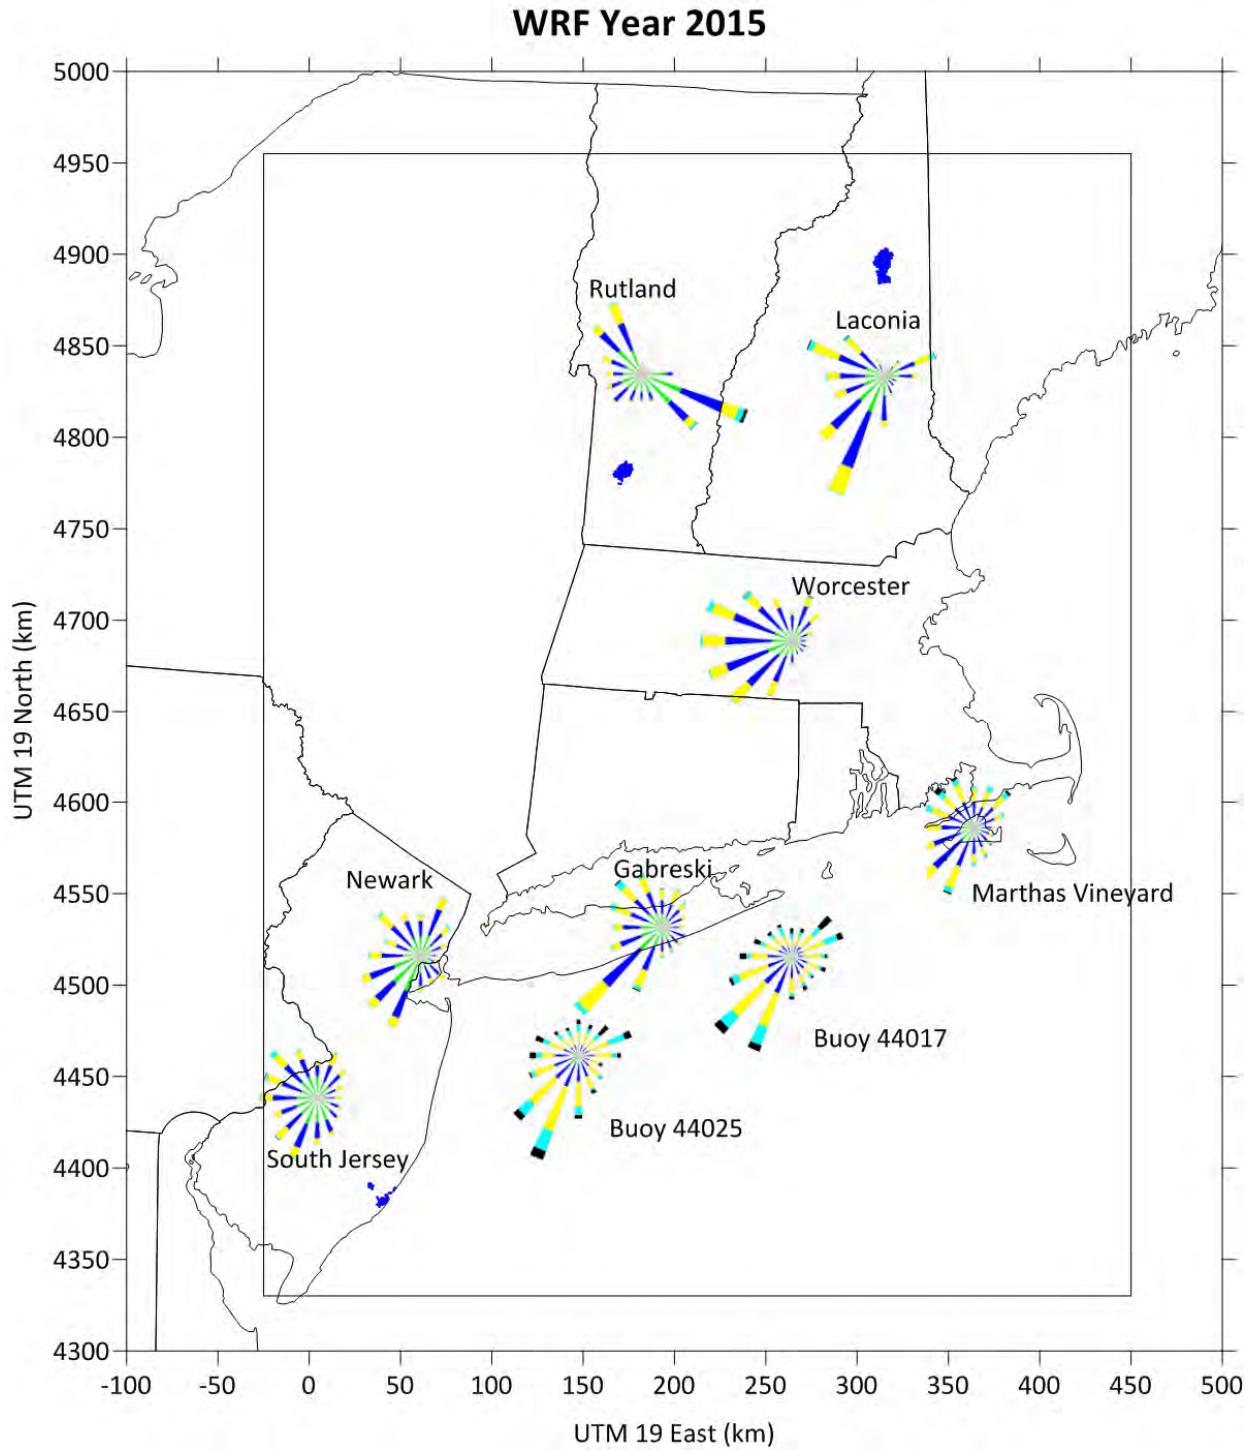 WRF Year 2015
5000
4950
4900
4850
4800
4750
4700
4650
4600
4550
4500
4450
4400
4350
4300
UTM 19 North (km)
Rutland
Laconia
Worcester
Gabreski
Newark
Marthas Vineyard
Buoy 44017
Buoy 44025
South Jersey
-100 -50 0 50 100 150 200 250 300 350 400 450 500
UTM 19 East (km)